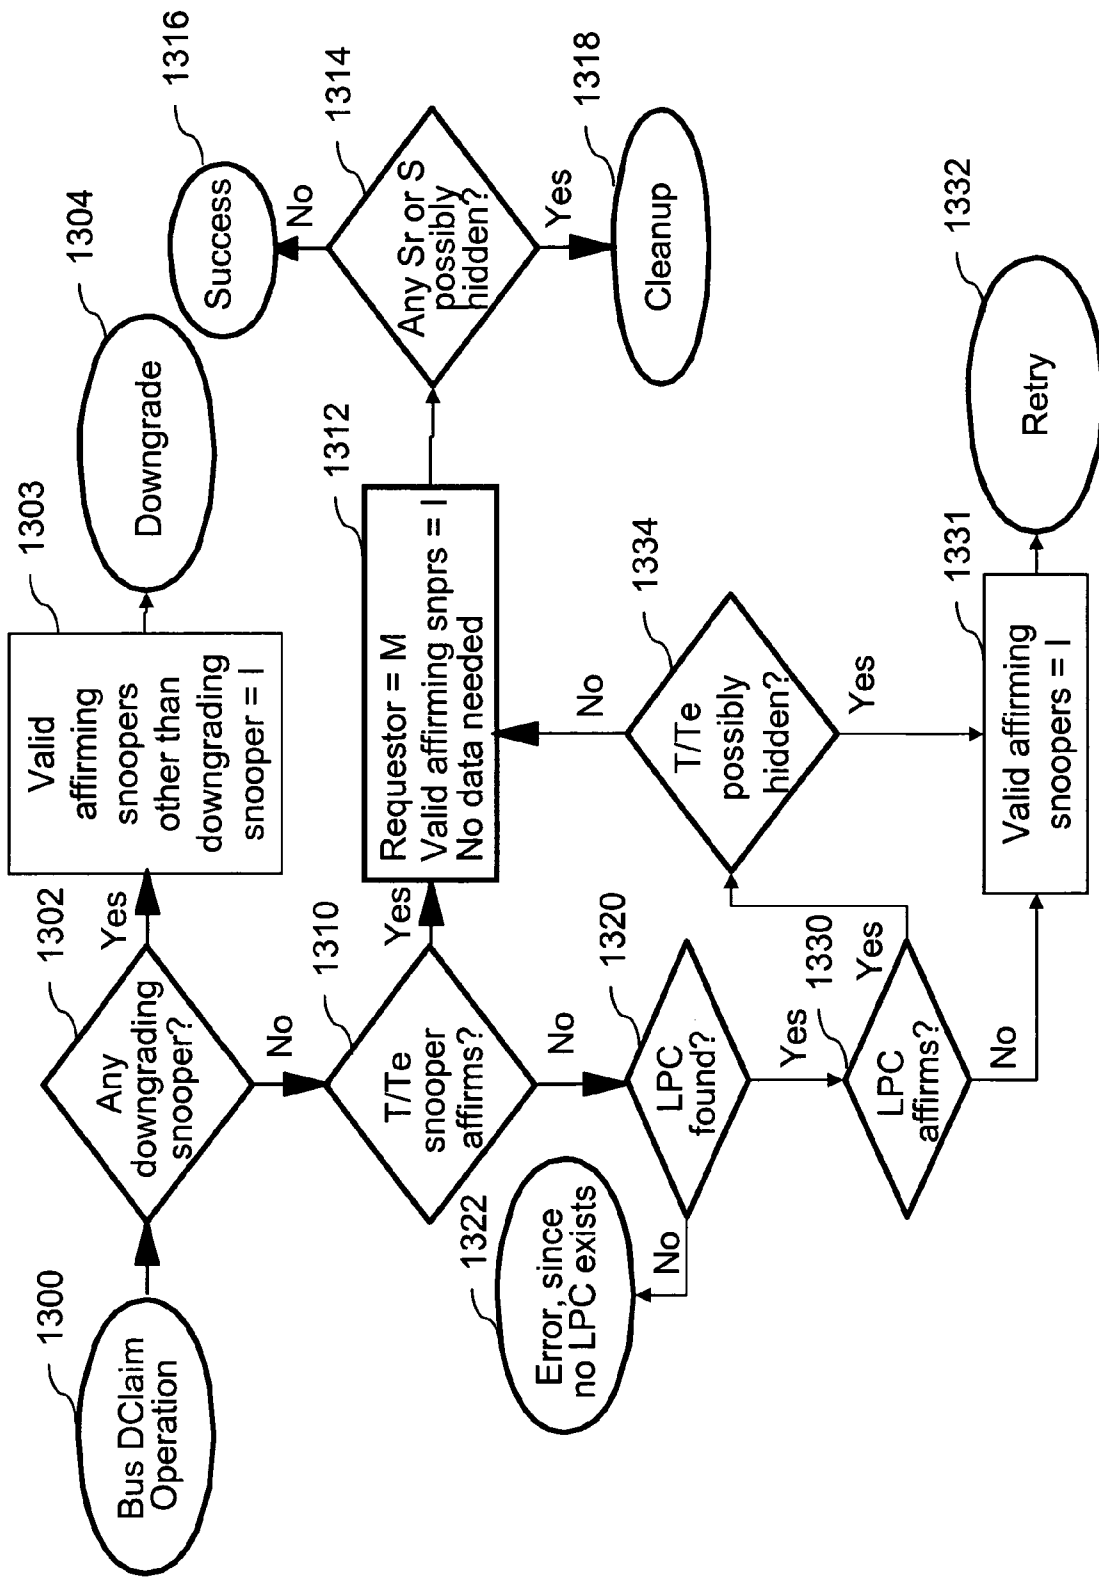 1300
Bus DClaim
Operation
1302
Any
downgrading
snooper?
Yes
No
1303
Valid
affirming
snoopers
other than
downgrading
snooper = I
1304
Downgrade
1310
T/Te
snooper
affirms?
Yes
No
1312
Requestor = M
Valid affirming snprs = I
No data needed
1314
Any Sr or S
possibly
hidden?
No
Yes
1316
Success
1318
Cleanup
1320
LPC
found?
No
Yes
1322
Error, since
no LPC exists
1330
LPC
affirms?
Yes
No
1334
T/Te
possibly
hidden?
No
Yes
1331
Valid affirming
snoopers = I
1332
Retry